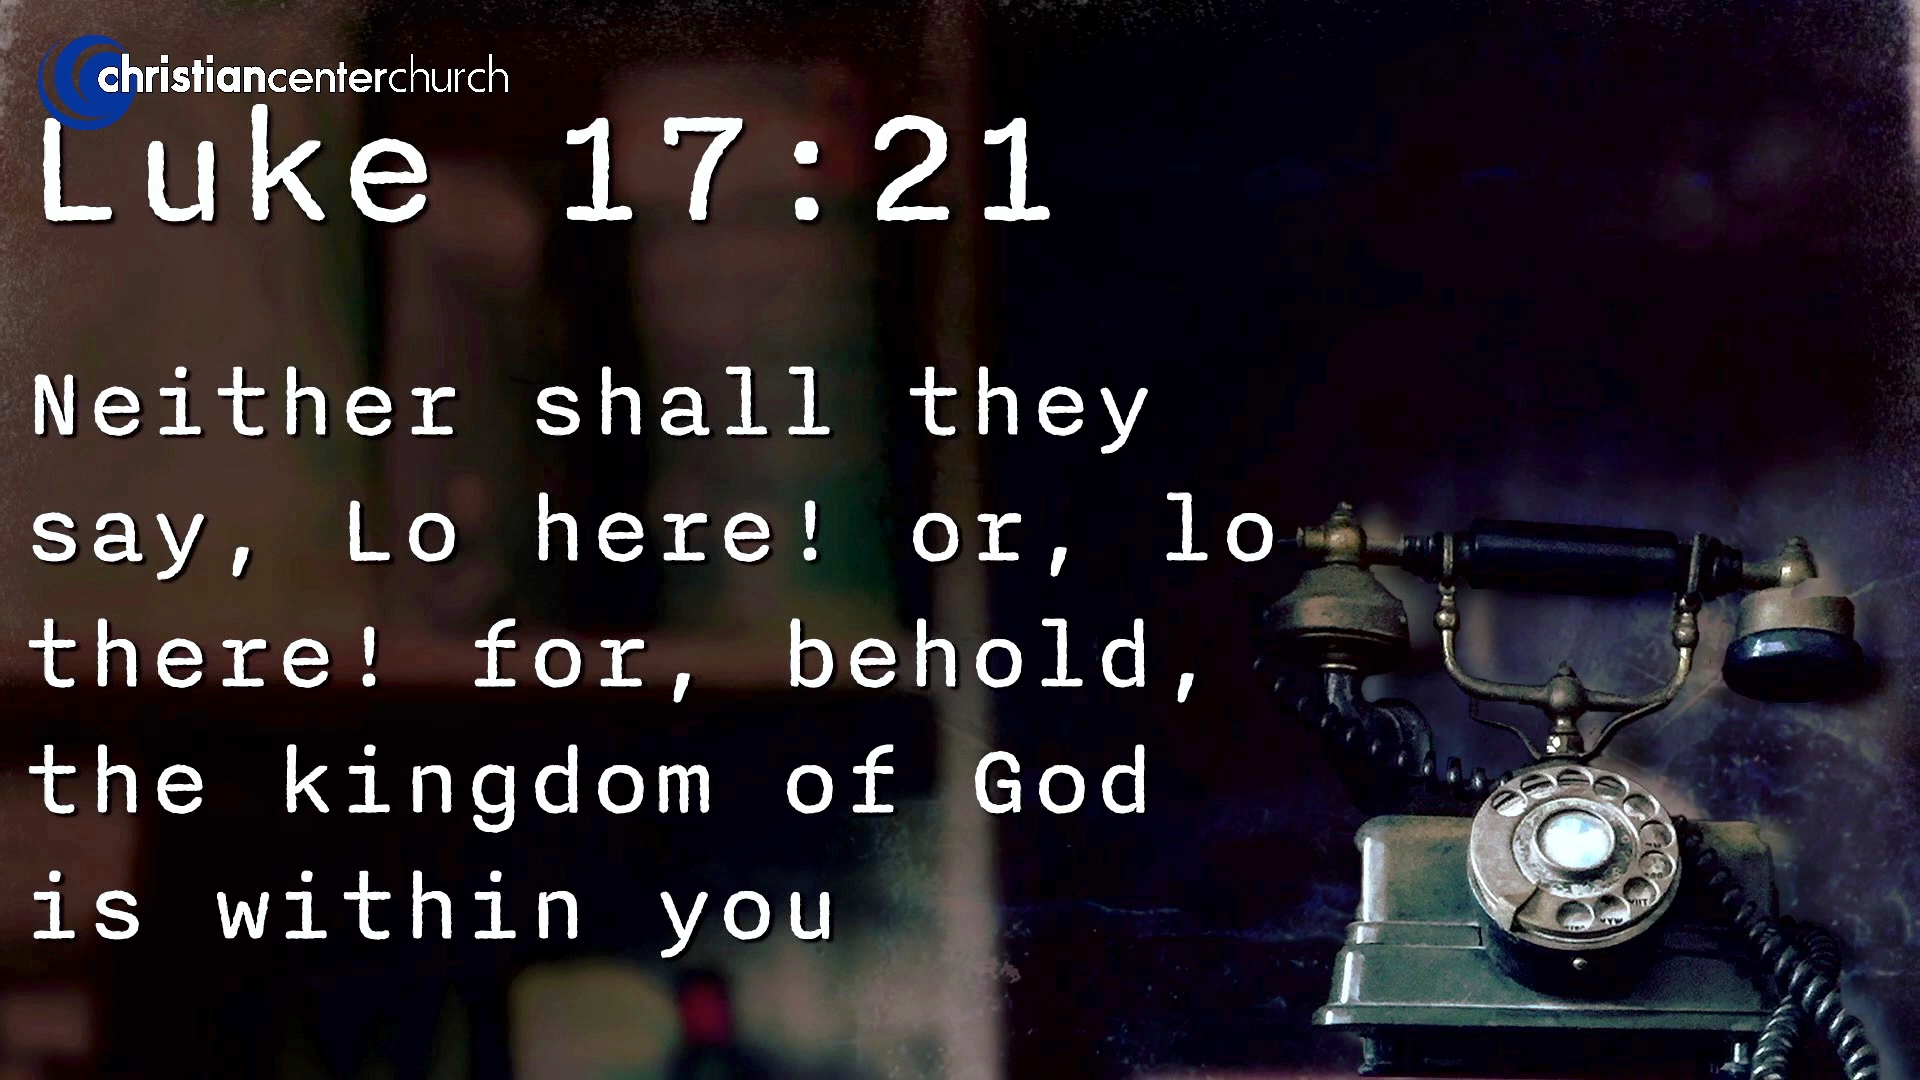 christiancenterchurch
Luke 17:21
Neither shall they
say, Lo here! or, lo
there! for, behold,
the kingdom of God
is within you